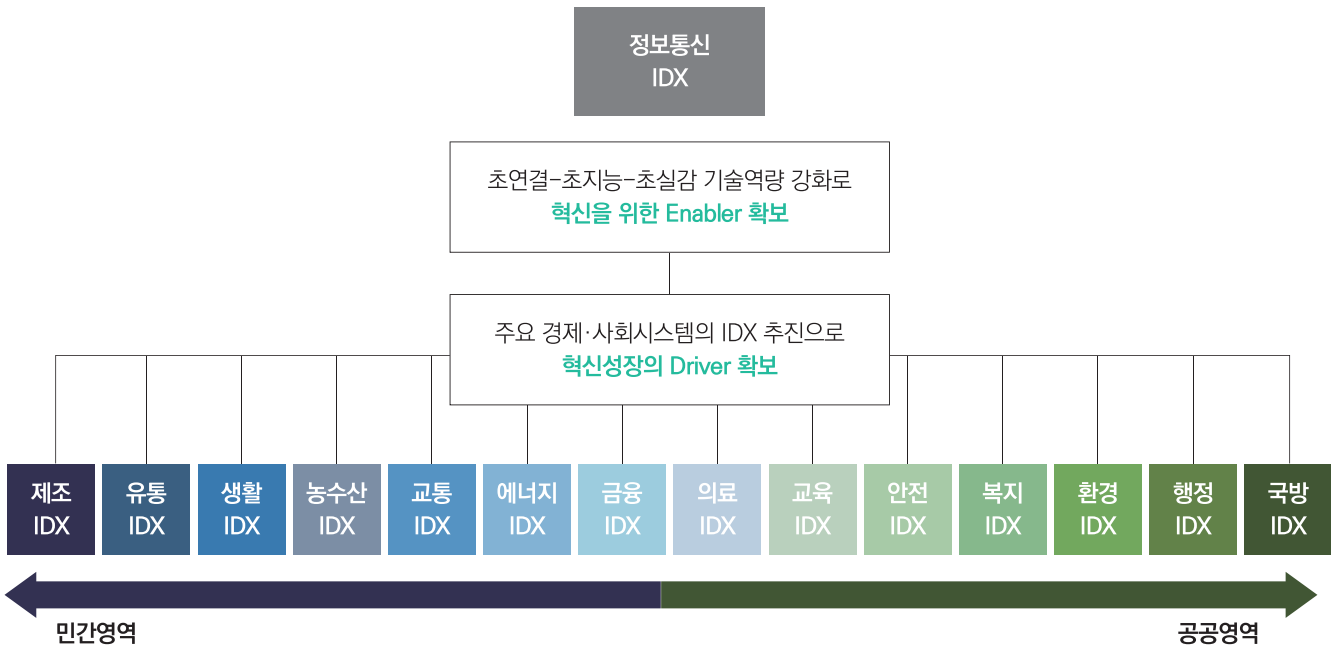 정보통신
IDX
초연결-초지능-초실감 기술역량 강화로
혁신을 위한 Enabler 확보
주요 경제·사회시스템의 IDX 추진으로
혁신성장의 Driver 확보
제조
IDX
유통
IDX
생활
IDX
농수산
IDX
교통
IDX
에너지
IDX
금융
IDX
의료
IDX
교육
IDX
안전
IDX
복지
IDX
환경
IDX
행정
IDX
국방
IDX
민간영역
공공영역